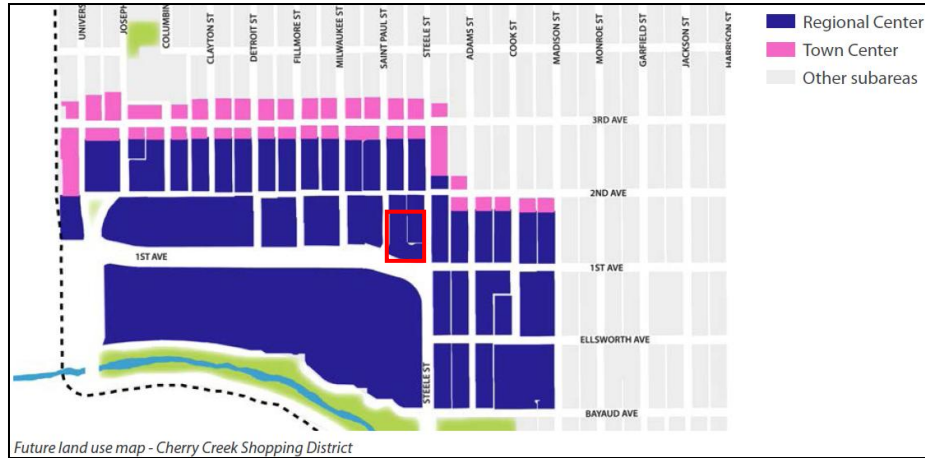 UNIVERS
JOSEPH
COLUMBIN
CLAYTON ST
DETROIT ST
FILLMORE ST
MILWAUKEE ST
SAINT PAUL ST
STEELE ST
ADAMS ST
COOK ST
MADISON ST
MONROE ST
GARFIELD ST
JACKSON ST
HARRISON ST
Regional Center
Town Center
Other subareas
3RD AVE
2ND AVE
1ST AVE
1ST AVE
ELLSWORTH AVE
STEELE ST
BAYAUD AVE
Future land use map - Cherry Creek Shopping District